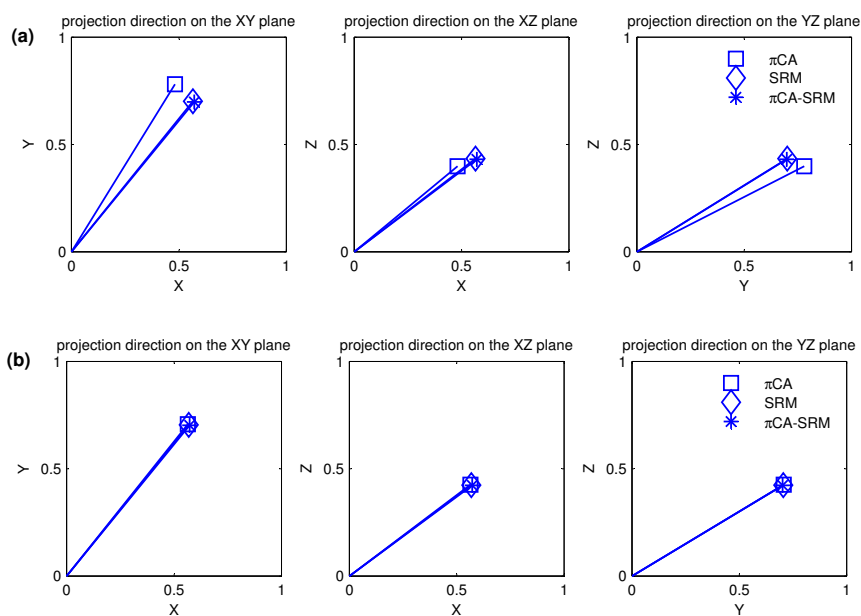 (a)
projection direction on the XY plane
1
0.5
0
Y
0
0.5
1
X
projection direction on the XZ plane
1
0.5
0
Z
0
0.5
1
X
projection direction on the YZ plane
1
0.5
0
Z
0
0.5
1
Y
πCA
SRM
πCA-SRM
(b)
projection direction on the XY plane
1
0.5
0
Y
0
0.5
1
X
projection direction on the XZ plane
1
0.5
0
Z
0
0.5
1
X
projection direction on the YZ plane
1
0.5
0
Z
0
0.5
1
Y
πCA
SRM
πCA-SRM